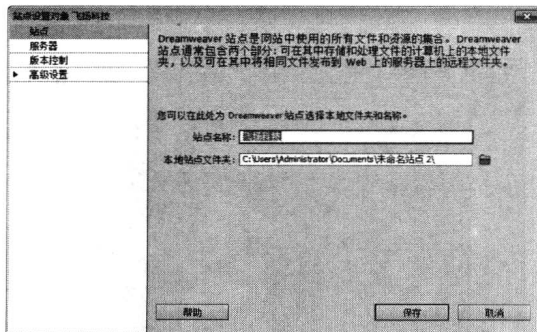 站点设置对象 飞扬科技
站点
服务器
版本控制
高级设置
Dreamweaver 站点是网站中使用的所有文件和资源的集合。Dreamweaver
站点通常包含两个部分:可在其中存储和处理文件的计算机上的本地文件
夹,以及可在其中将相同文件发布到 Web 上的服务器上的远程文件夹。
您可以在此处为 Dreamweaver 站点选择本地文件夹和名称。
站点名称: 飞扬科技
本地站点文件夹: C:\Users\Administrator\Documents\未命名站点 2\
帮助
保存
取消